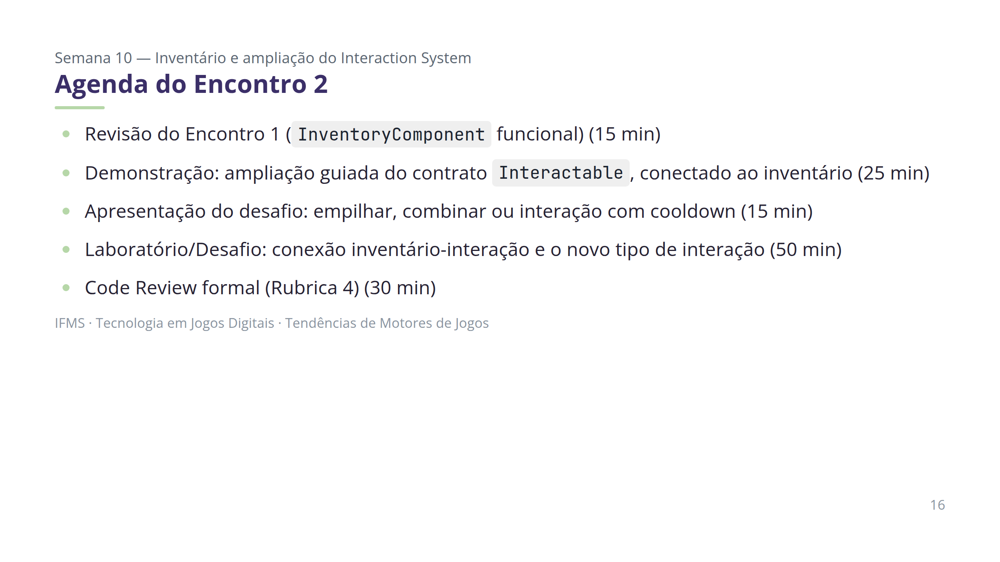 Semana 10 — Inventário e ampliação do Interaction System
Agenda do Encontro 2
Revisão do Encontro 1 (InventoryComponent funcional) (15 min)
Demonstração: ampliação guiada do contrato Interactable, conectado ao inventário (25 min)
Apresentação do desafio: empilhar, combinar ou interação com cooldown (15 min)
Laboratório/Desafio: conexão inventário-interação e o novo tipo de interação (50 min)
Code Review formal (Rubrica 4) (30 min)
IFMS · Tecnologia em Jogos Digitais · Tendências de Motores de Jogos
16